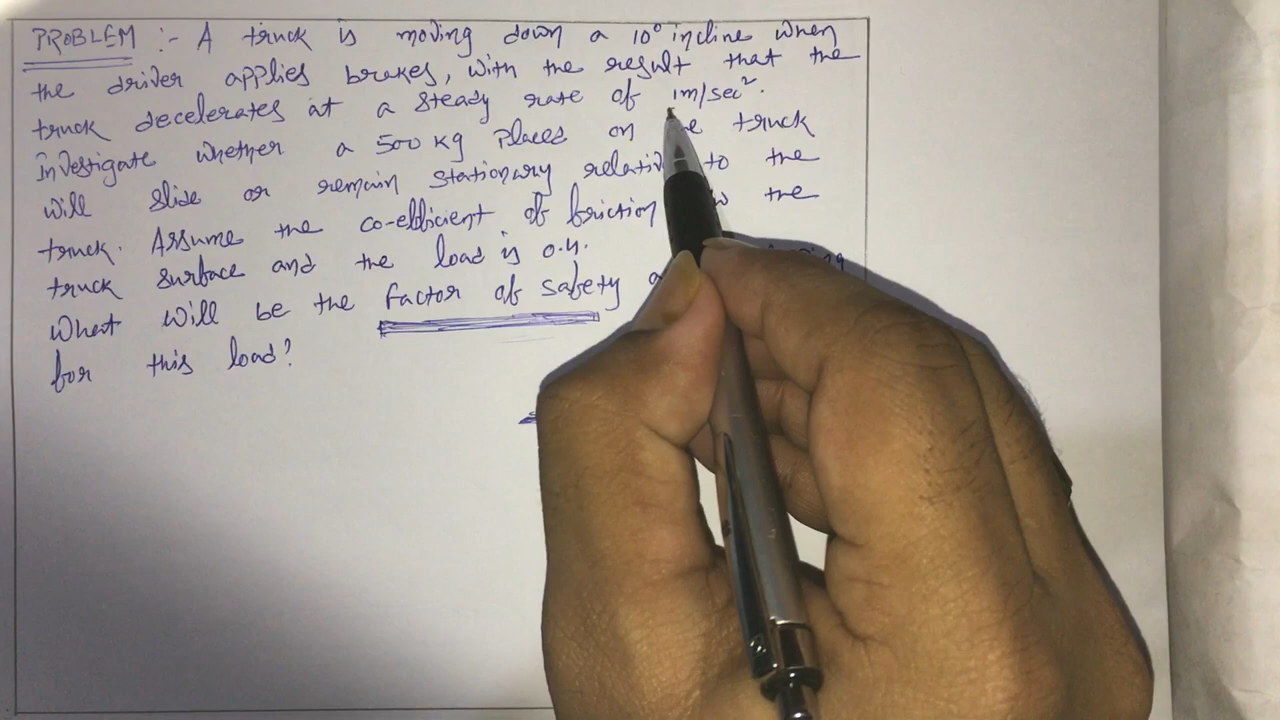 PROBLEM :- A truck is moving down a 10° incline when
the driver applies brakes, with the result that the
truck decelerates at a steady rate of 1m/sec².
Investigate whether a 500 kg places on truck
will slide or remain stationary to the
truck. Assume the co-efficient of friction the
truck surface and the load is 0.4.
What will be the factor of safety
for this load?